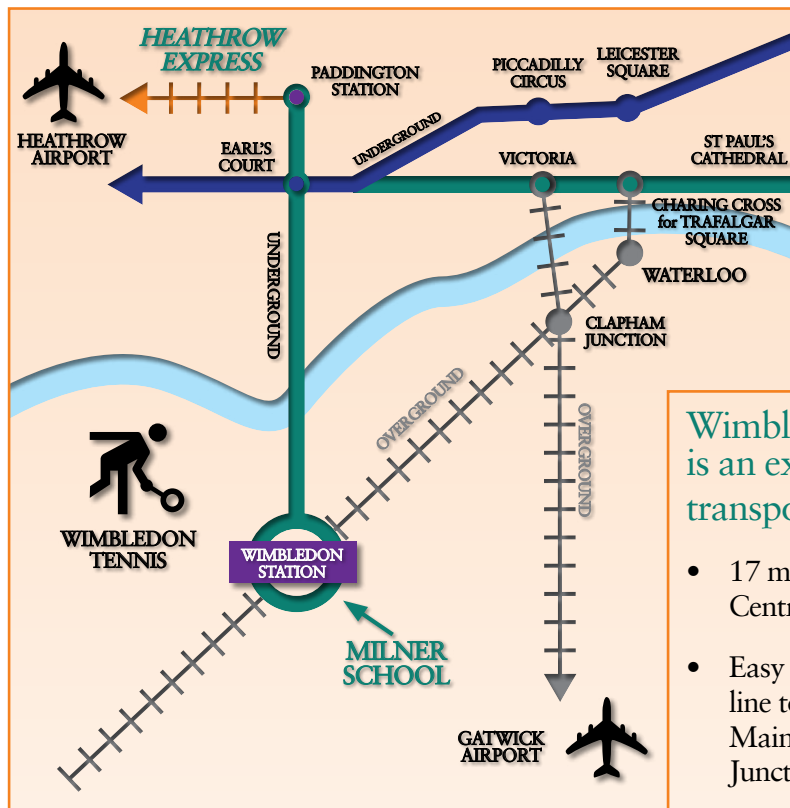 HEATHROW
EXPRESS
PADDINGTON
STATION
PICCADILLY
CIRCUS
LEICESTER
SQUARE
HEATHROW
AIRPORT
EARL'S
COURT
UNDERGROUND
VICTORIA
ST PAUL'S
CATHEDRAL
CHARING CROSS
for TRAFALGAR
SQUARE
UNDERGROUND
WATERLOO
CLAPHAM
JUNCTION
OVERGROUND
OVERGROUND
WIMBLEDON
TENNIS
WIMBLEDON
STATION
MILNER
SCHOOL
GATWICK
AIRPORT
Wimbl
is an ex
transpo
• 17 m
Centr
• Easy
line to
Main
Junct